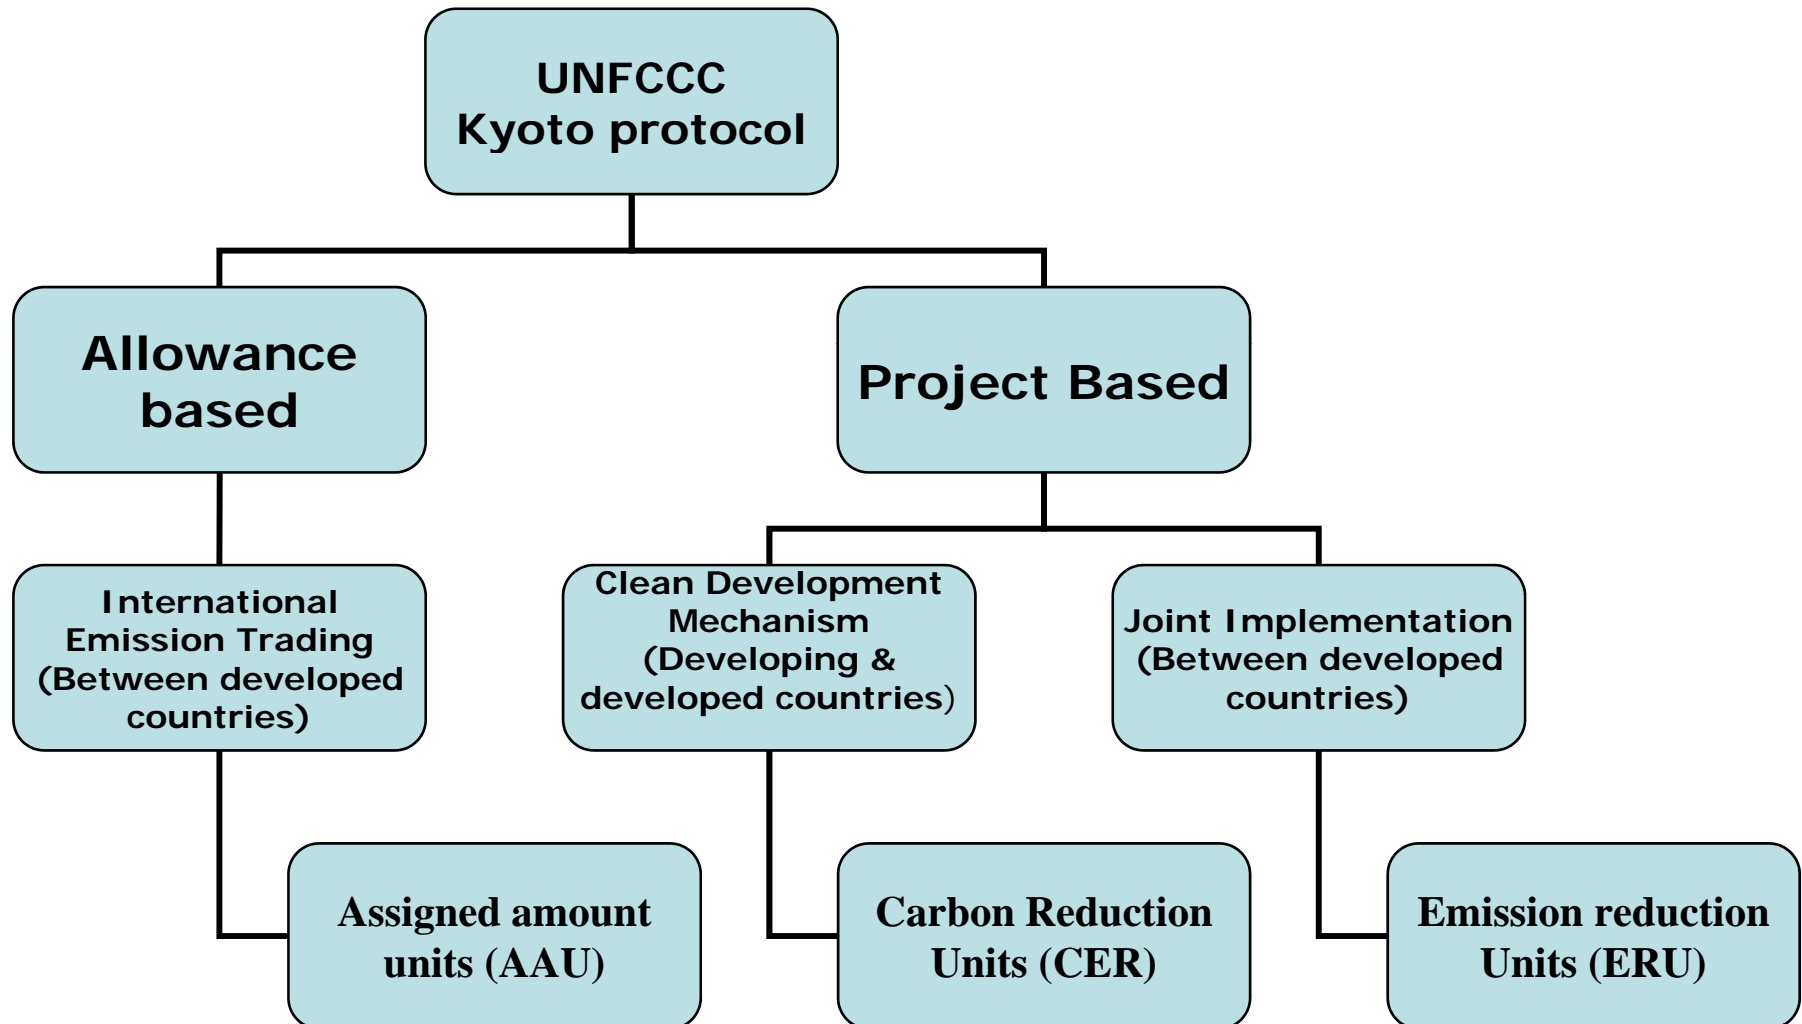 UNFCCC
Kyoto protocol
Allowance
based
Project Based
International
Emission Trading
(Between developed
countries)
Clean Development
Mechanism
(Developing &
developed countries)
Joint Implementation
(Between developed
countries)
Assigned amount
units (AAU)
Carbon Reduction
Units (CER)
Emission reduction
Units (ERU)